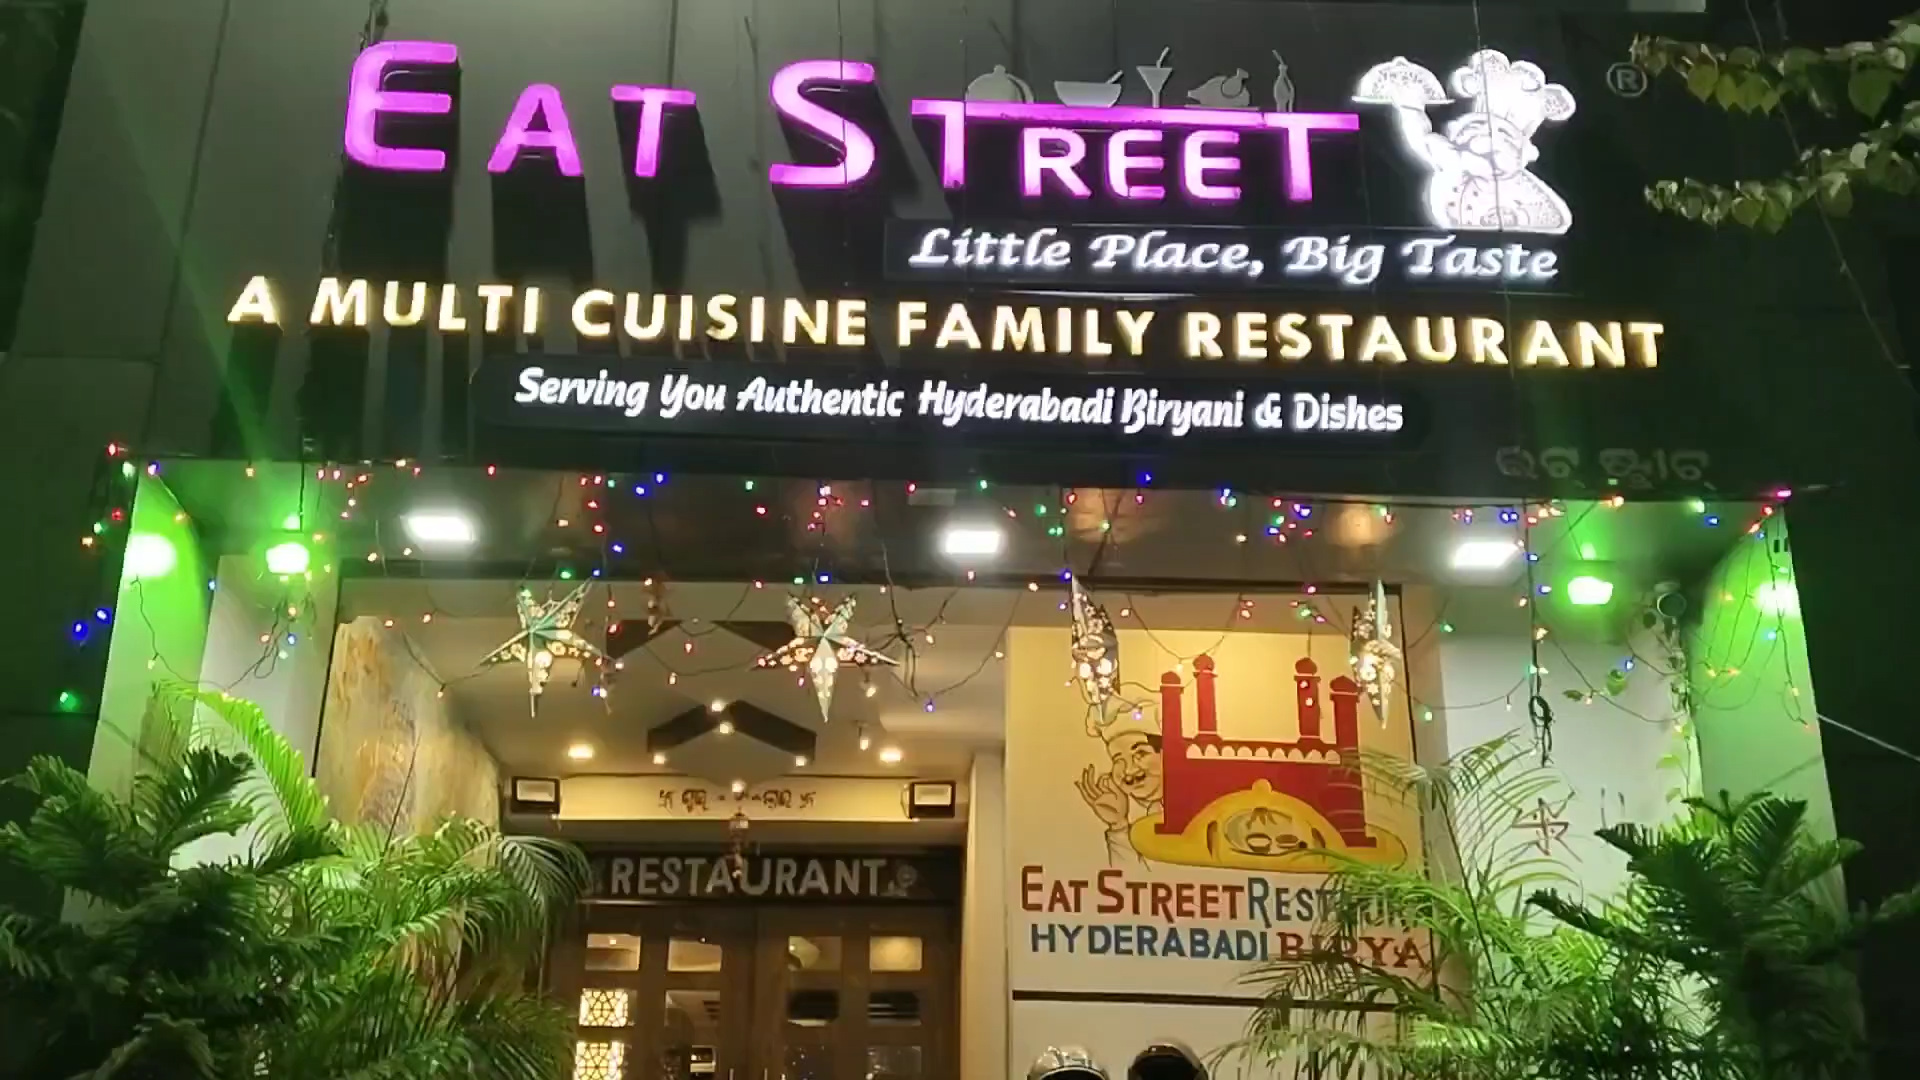 EAT STREET ®
Little Place, Big Taste
A MULTI CUISINE FAMILY RESTAURANT
Serving You Authentic Hyderabadi Biryani & Dishes
ଇଟ୍ ଷ୍ଟ୍ରୀଟ୍
RESTAURANT
EAT STREET
HYDERABADI